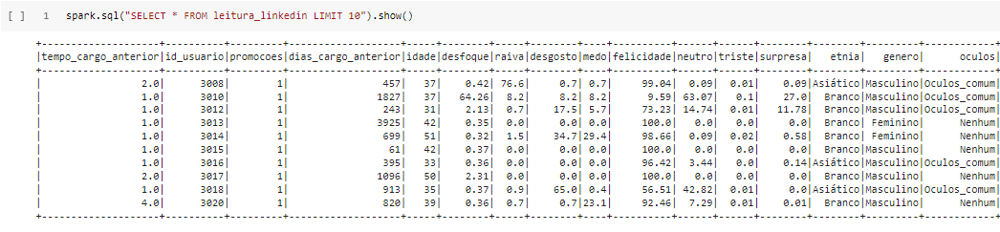 [ ] 1 spark.sql("SELECT * FROM leitura_linkedin LIMIT 10").show()
+--------------------+----------+---------+-------------------+-----+--------+-----+--------+----+----------+------+------+--------+--------+---------+------------+
|tempo_cargo_anterior|id_usuario|promocoes|dias_cargo_anterior|idade|desfoque|raiva|desgosto|medo|felicidade|neutro|triste|surpresa|   etnia|   genero|      oculos|
+--------------------+----------+---------+-------------------+-----+--------+-----+--------+----+----------+------+------+--------+--------+---------+------------+
|                 2.0|      3008|        1|                457|   37|    0.42| 76.6|     0.7| 0.7|     99.04|  0.09|  0.01|    0.09|Asiático|Masculino|Oculos_comum|
|                 1.0|      3010|        1|               1827|   37|   64.26|  8.2|     8.2| 8.2|      9.59| 63.07|   0.1|    27.0|  Branco|Masculino|Oculos_comum|
|                 1.0|      3012|        1|                243|   31|    2.13|  0.7|    17.5| 5.7|     73.23| 14.74|  0.01|   11.78|  Branco|Masculino|Oculos_comum|
|                 1.0|      3013|        1|               3925|   42|    0.35|  0.0|     0.0| 0.0|     100.0|   0.0|   0.0|     0.0|  Branco| Feminino|      Nenhum|
|                 1.0|      3014|        1|                699|   51|    0.32|  1.5|    34.7|29.4|     98.66|  0.09|  0.02|    0.58|  Branco| Feminino|      Nenhum|
|                 1.0|      3015|        1|                 61|   42|    0.37|  0.0|     0.0| 0.0|     100.0|   0.0|   0.0|     0.0|  Branco|Masculino|      Nenhum|
|                 1.0|      3016|        1|                395|   33|    0.36|  0.0|     0.0| 0.0|     96.42|  3.44|   0.0|    0.14|Asiático|Masculino|Oculos_comum|
|                 2.0|      3017|        1|               1096|   50|    2.31|  0.0|     0.0| 0.0|     100.0|   0.0|   0.0|     0.0|  Branco|Masculino|      Nenhum|
|                 1.0|      3018|        1|                913|   35|    0.37|  0.9|    65.0| 0.4|     56.51| 42.82|  0.01|     0.0|Asiático|Masculino|Oculos_comum|
|                 4.0|      3020|        1|                820|   39|    0.36|  0.7|     0.7|23.1|     92.46|  7.29|  0.01|    0.01|  Branco|Masculino|      Nenhum|
+--------------------+----------+---------+-------------------+-----+--------+-----+--------+----+----------+------+------+--------+--------+---------+------------+